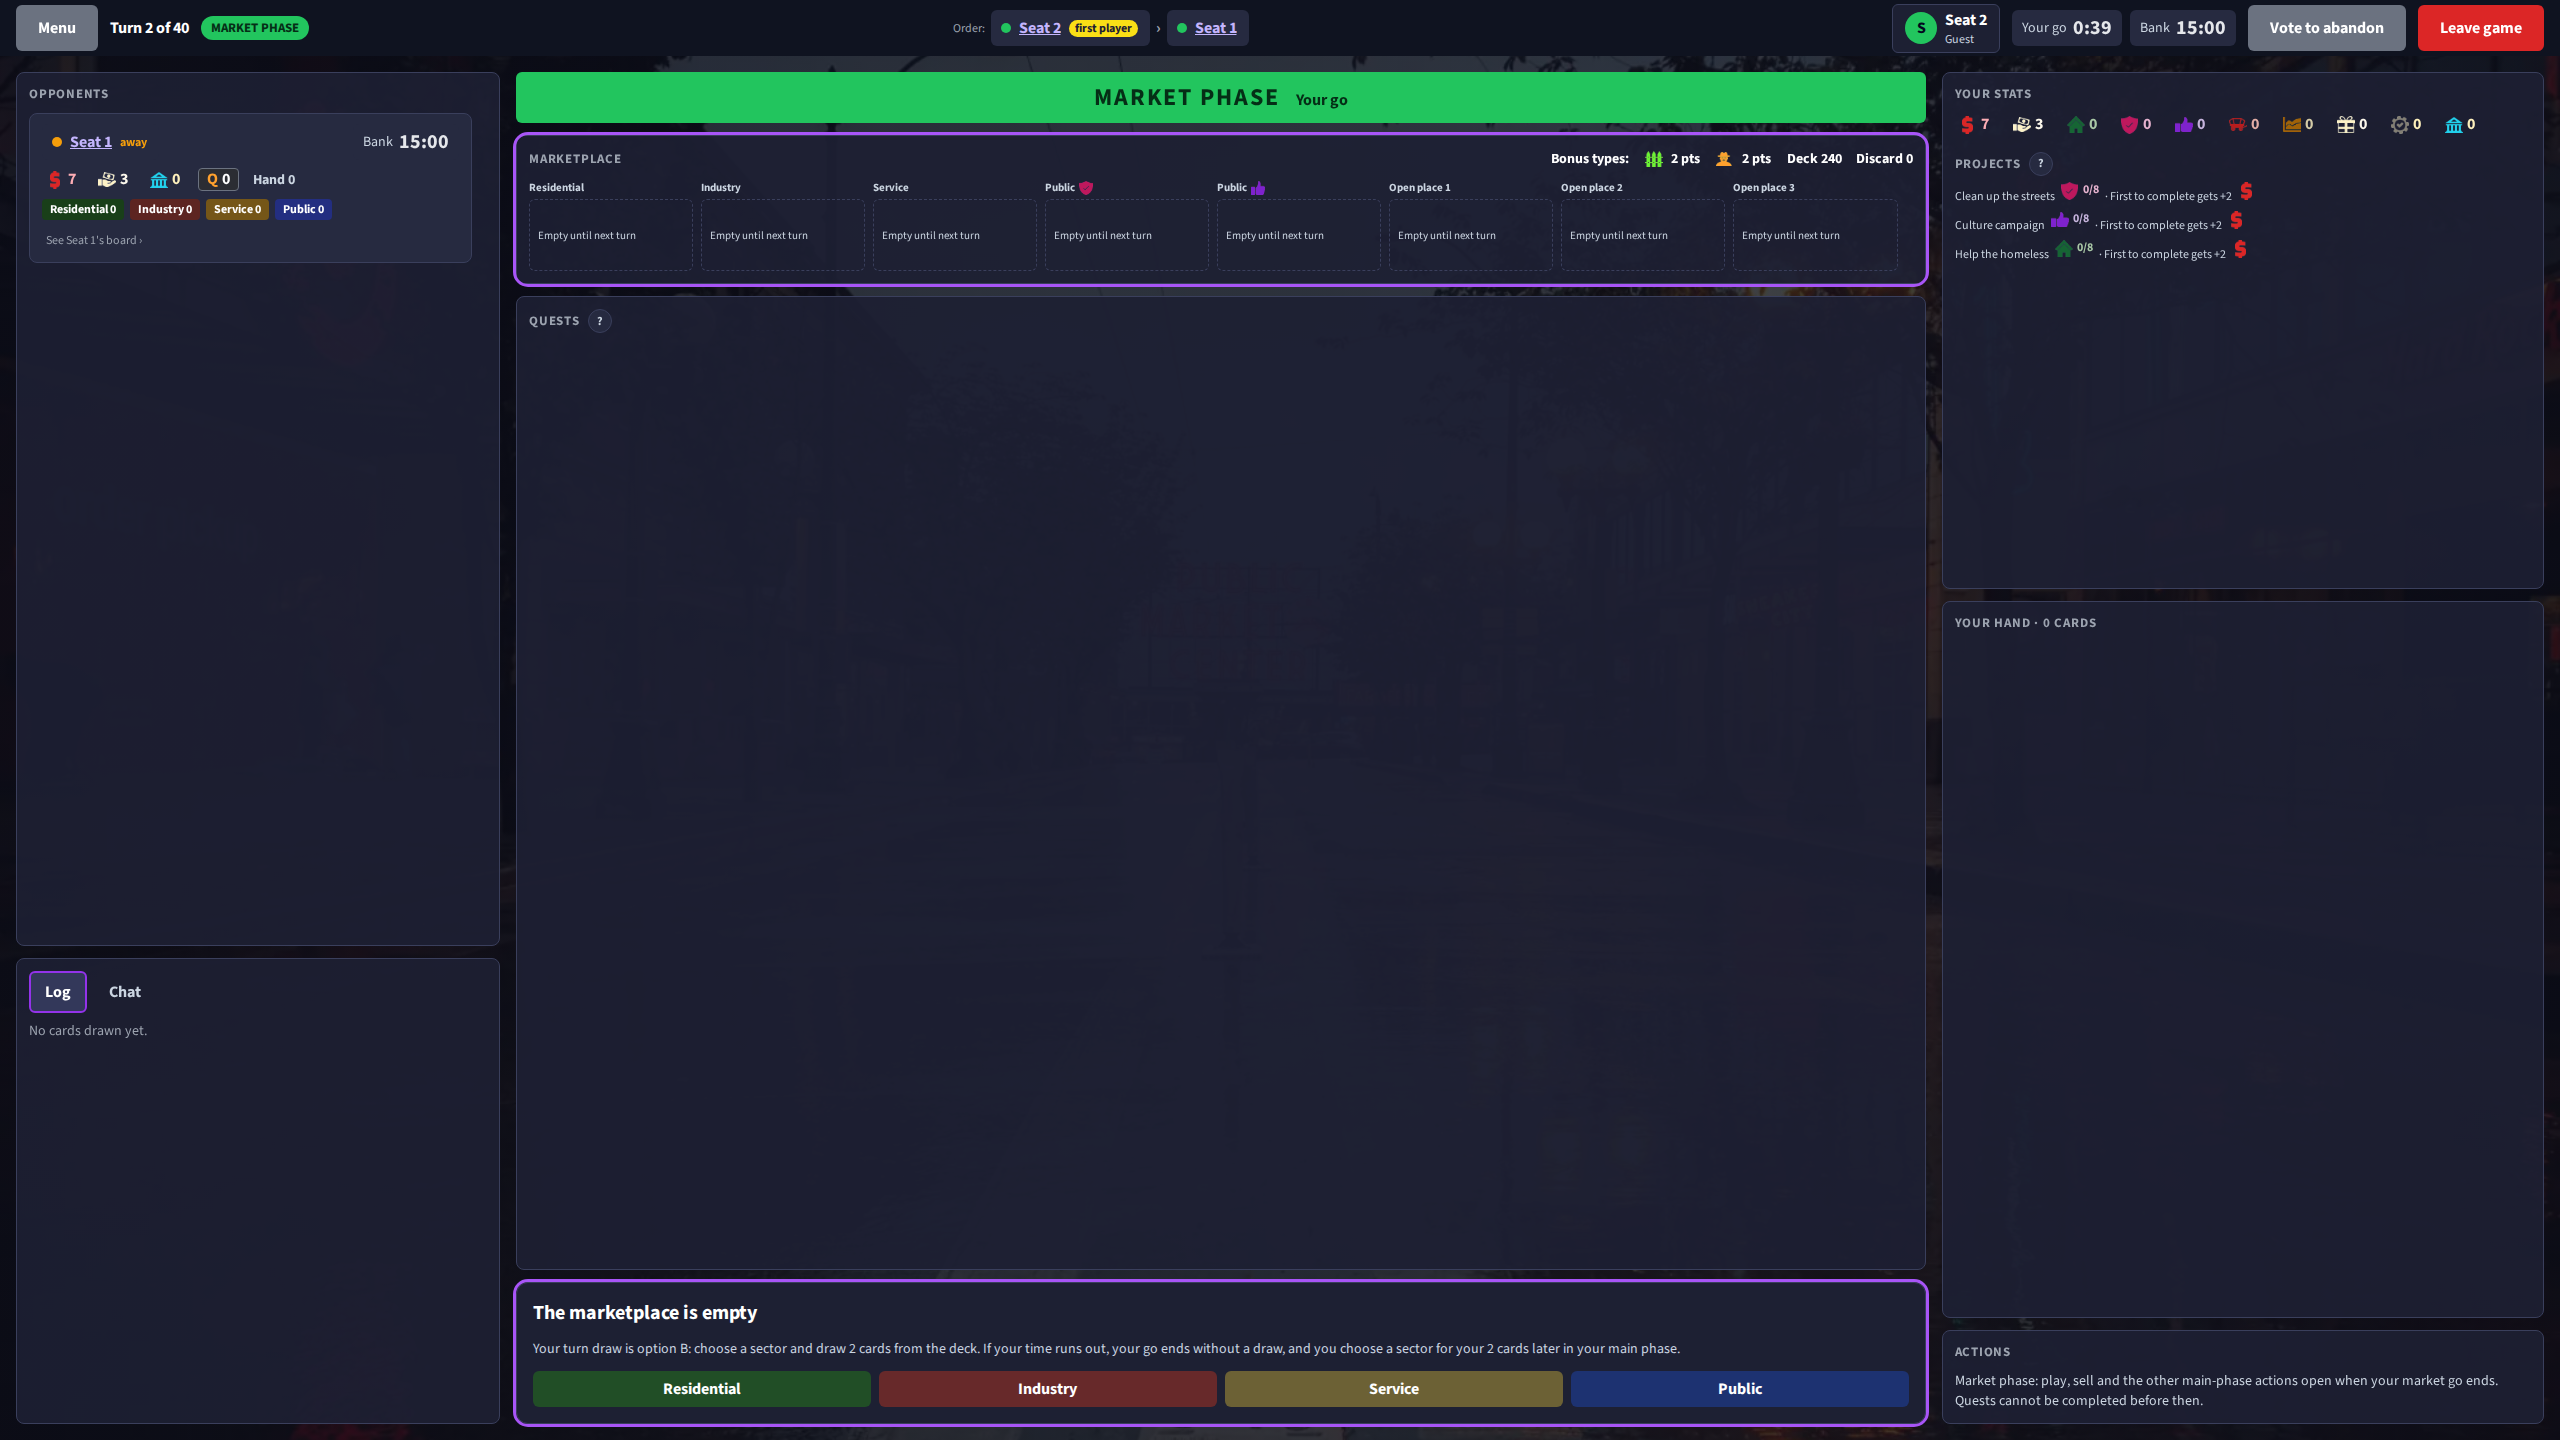 Menu
Turn 2 of 40
MARKET PHASE
Order:
Seat 2
first player
›
Seat 1
S
Seat 2
Guest
Your go 0:39
Bank 15:00
Vote to abandon
Leave game
OPPONENTS
Seat 1 away
Bank 15:00
7
3
0
Q 0
Hand 0
Residential 0
Industry 0
Service 0
Public 0
See Seat 1's board ›
Log
Chat
No cards drawn yet.
MARKET PHASE Your go
MARKETPLACE
Bonus types: 2 pts 2 pts Deck 240 Discard 0
Residential
Industry
Service
Public
Public
Open place 1
Open place 2
Open place 3
Empty until next turn
Empty until next turn
Empty until next turn
Empty until next turn
Empty until next turn
Empty until next turn
Empty until next turn
Empty until next turn
QUESTS ?
The marketplace is empty
Your turn draw is option B: choose a sector and draw 2 cards from the deck. If your time runs out, your go ends without a draw, and you choose a sector for your 2 cards later in your main phase.
Residential
Industry
Service
Public
YOUR STATS
$ 7 3 0 0 0 0 0 0 0 0
PROJECTS ?
Clean up the streets 0/8 · First to complete gets +2 $
Culture campaign 0/8 · First to complete gets +2 $
Help the homeless 0/8 · First to complete gets +2 $
YOUR HAND · 0 CARDS
ACTIONS
Market phase: play, sell and the other main-phase actions open when your market go ends.
Quests cannot be completed before then.